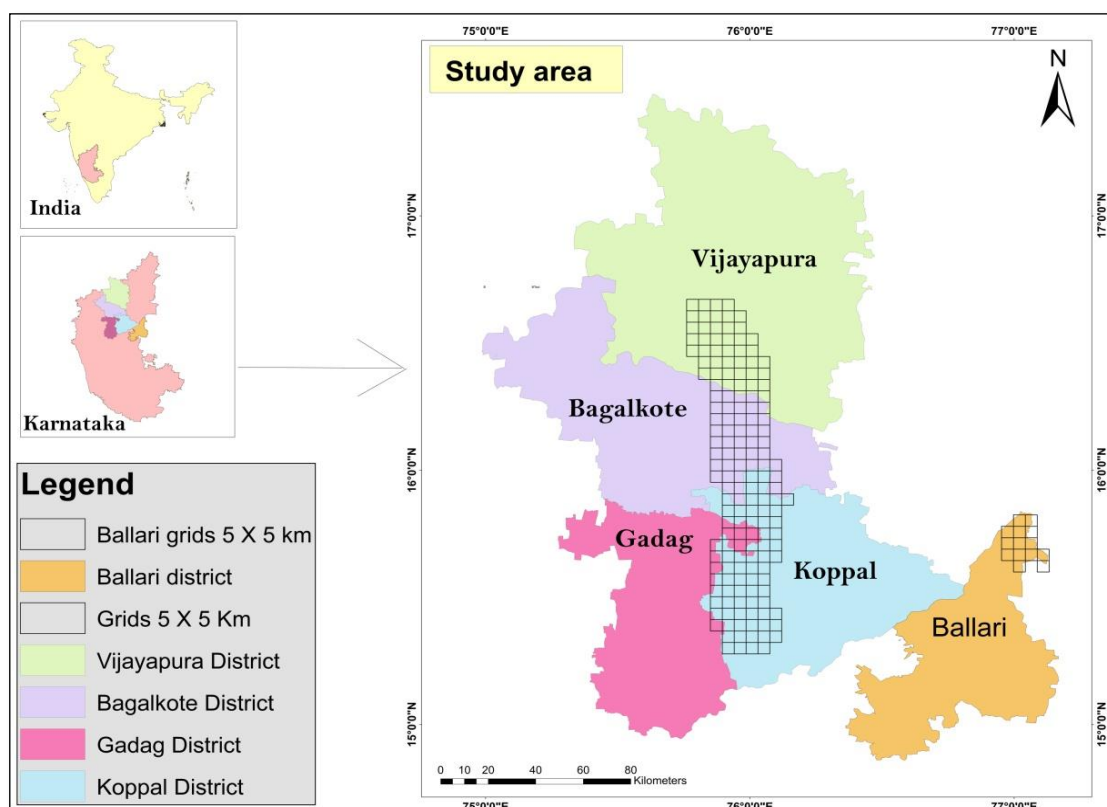 India
Karnataka
Legend
Ballari grids 5 X 5 km
Ballari district
Grids 5 X 5 Km
Vijayapura District
Bagalkote District
Gadag District
Koppal District
75°0'0"E 76°0'0"E 77°0'0"E
Study area
N
17°0'0"N
17°0'0"N
Vijayapura
Bagalkote
16°0'0"N
16°0'0"N
Gadag
Koppal
Ballari
15°0'0"N
15°0'0"N
0 10 20 40 60 80
Kilometers
75°0'0"E 76°0'0"E 77°0'0"E